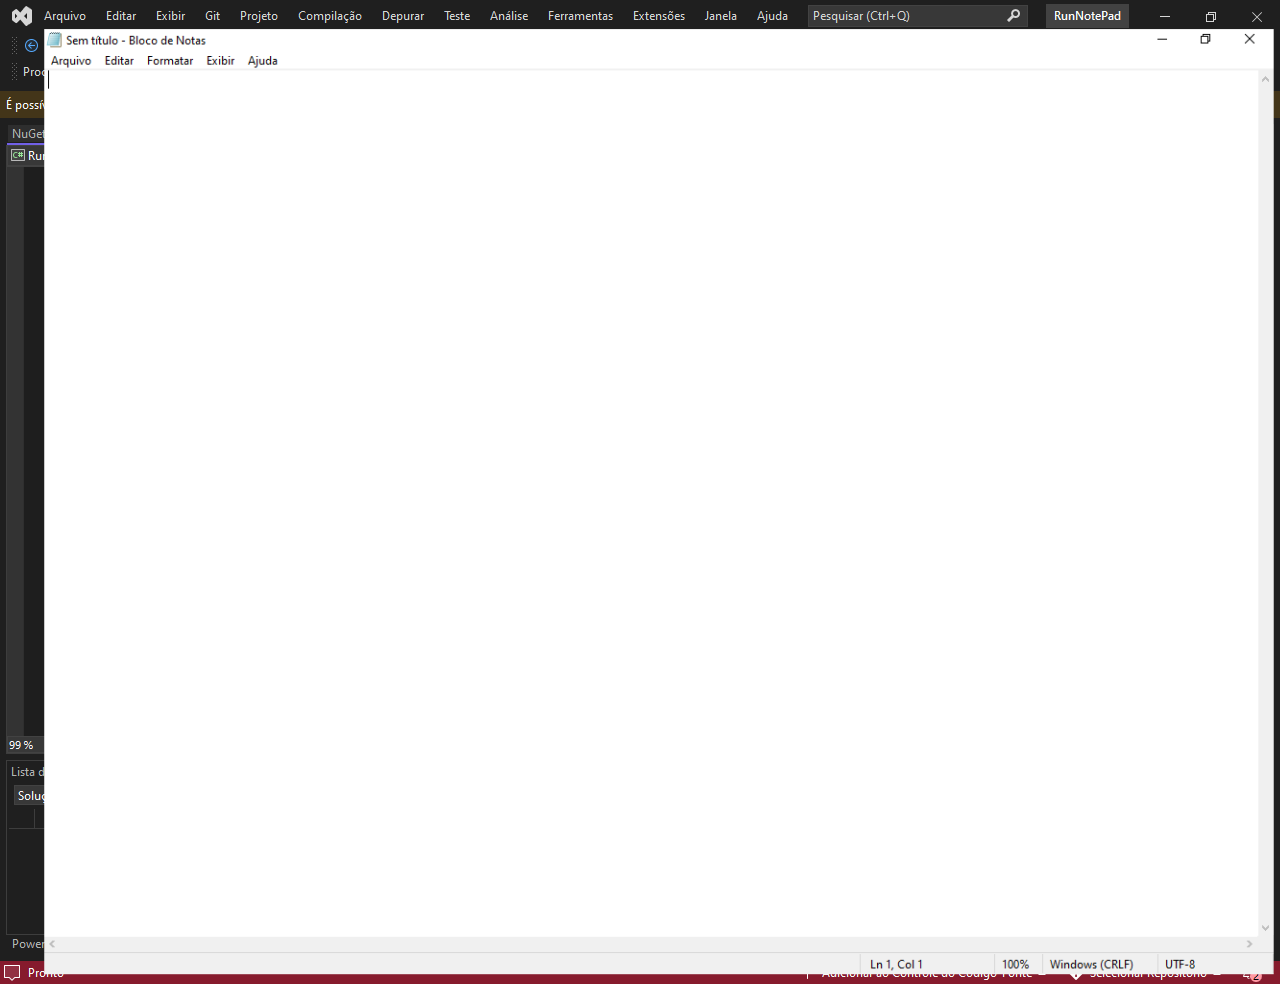 Arquivo Editar Exibir Git Projeto Compilação Depurar Teste Análise Ferramentas Extensões Janela Ajuda Pesquisar (Ctrl+Q) RunNotePad
Sem título - Bloco de Notas
Arquivo Editar Formatar Exibir Ajuda
Proc
É possív
NuGet
C# Run
99 %
Lista d
Soluç
Power
Ln 1, Col 1 100% Windows (CRLF) UTF-8
Pronto Adicionar ao Controle do Código-Fonte Selecionar Repositório 2